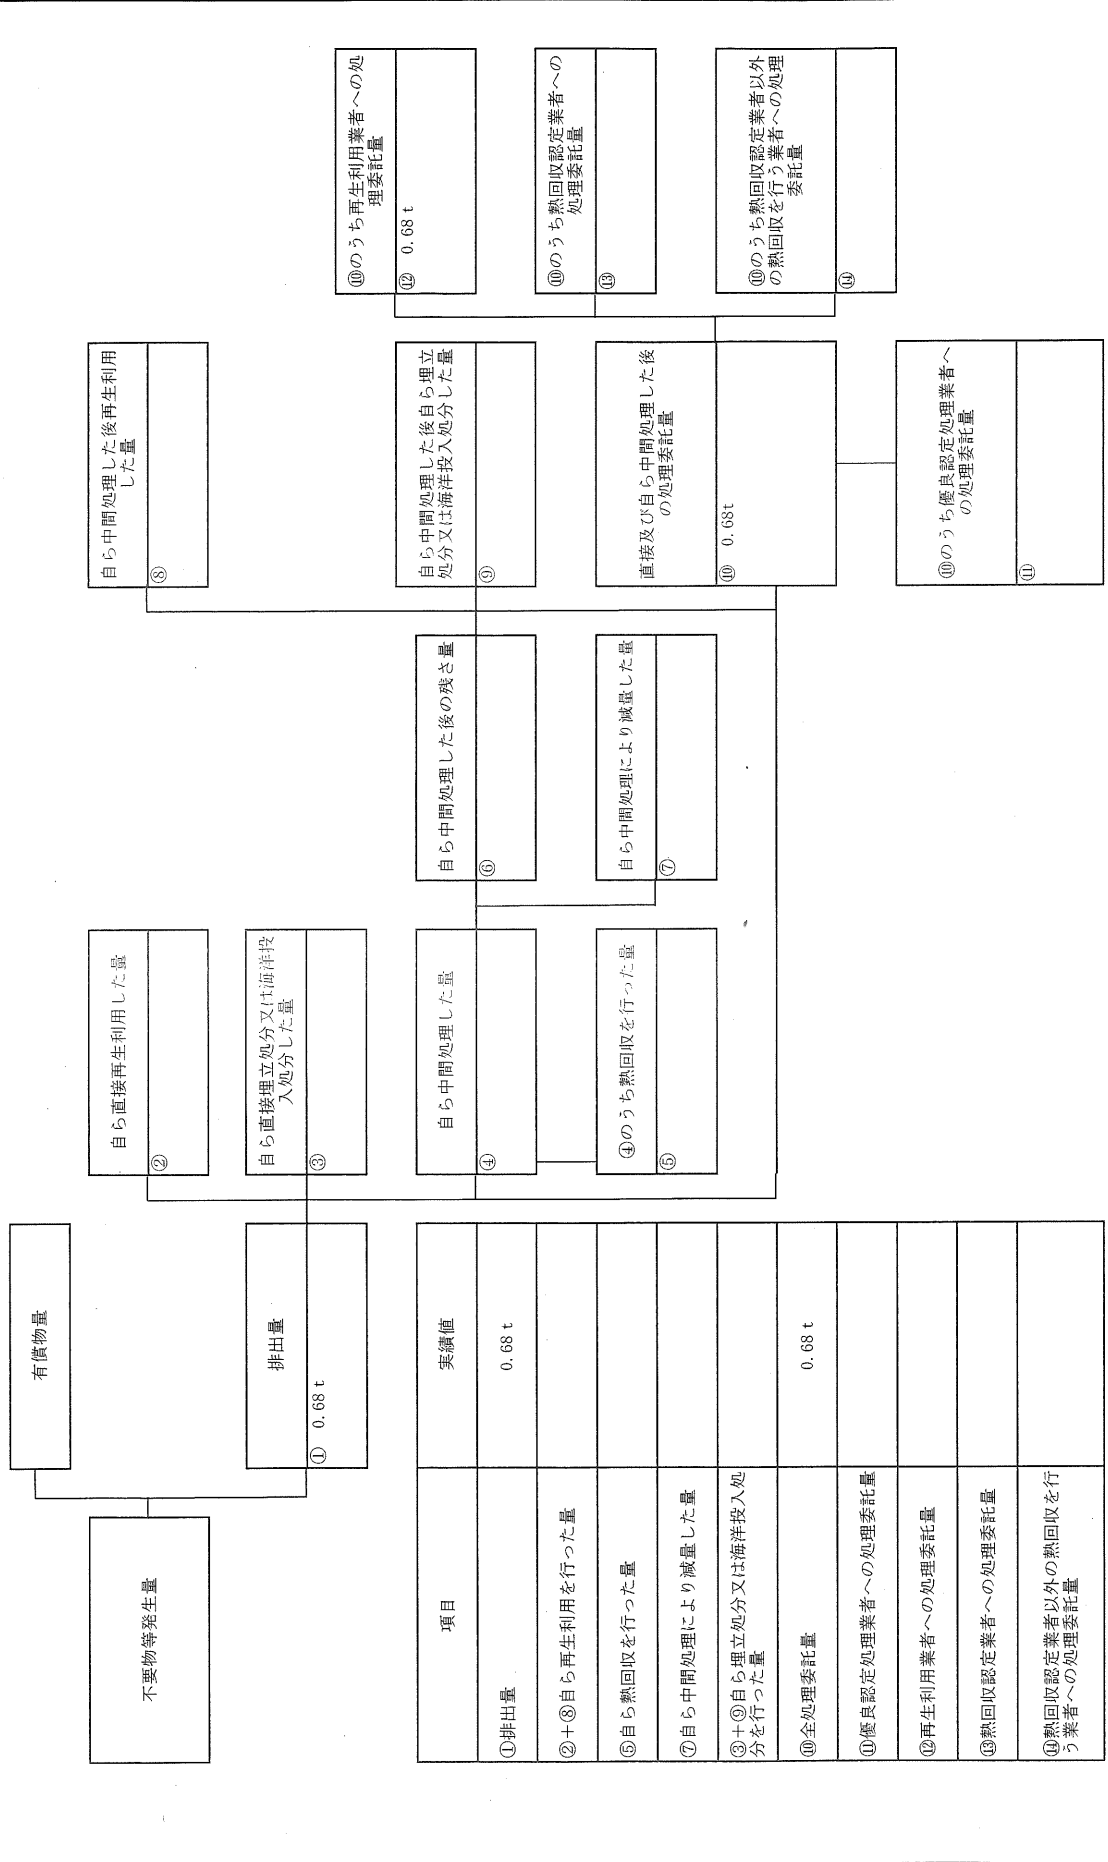 不要物等発生量
有償物量
排出量
① 0.68 t
自ら直接再生利用した量
②
自ら直接埋立処分又は海洋投
入処分した量
③
自ら中間処理した量
④
④のうち熱回収を行った量
⑤
自ら中間処理した後の残さ量
⑥
自ら中間処理により減量した量
⑦
自ら中間処理した後再生利用
した量
⑧
自ら中間処理した後自ら埋立
処分又は海洋投入処分した量
⑨
直接及び自ら中間処理した後
の処理委託量
⑩ 0.68t
⑩のうち優良認定処理業者へ
の処理委託量
⑪
⑩のうち再生利用業者への処
理委託量
⑫ 0.68 t
⑩のうち熱回収認定業者への
処理委託量
⑬
⑩のうち熱回収認定業者以外
の熱回収を行う業者への処理
委託量
⑭
項目 実績値
①排出量 0.68 t
②+⑧自ら再生利用を行った量
⑤自ら熱回収を行った量
⑦自ら中間処理により減量した量
③+⑨自ら埋立処分又は海洋投入処
分を行った量
⑩全処理委託量 0.68 t
⑪優良認定処理業者への処理委託量
⑫再生利用業者への処理委託量
⑬熱回収認定業者への処理委託量
⑭熱回収認定業者以外の熱回収を行
う業者への処理委託量